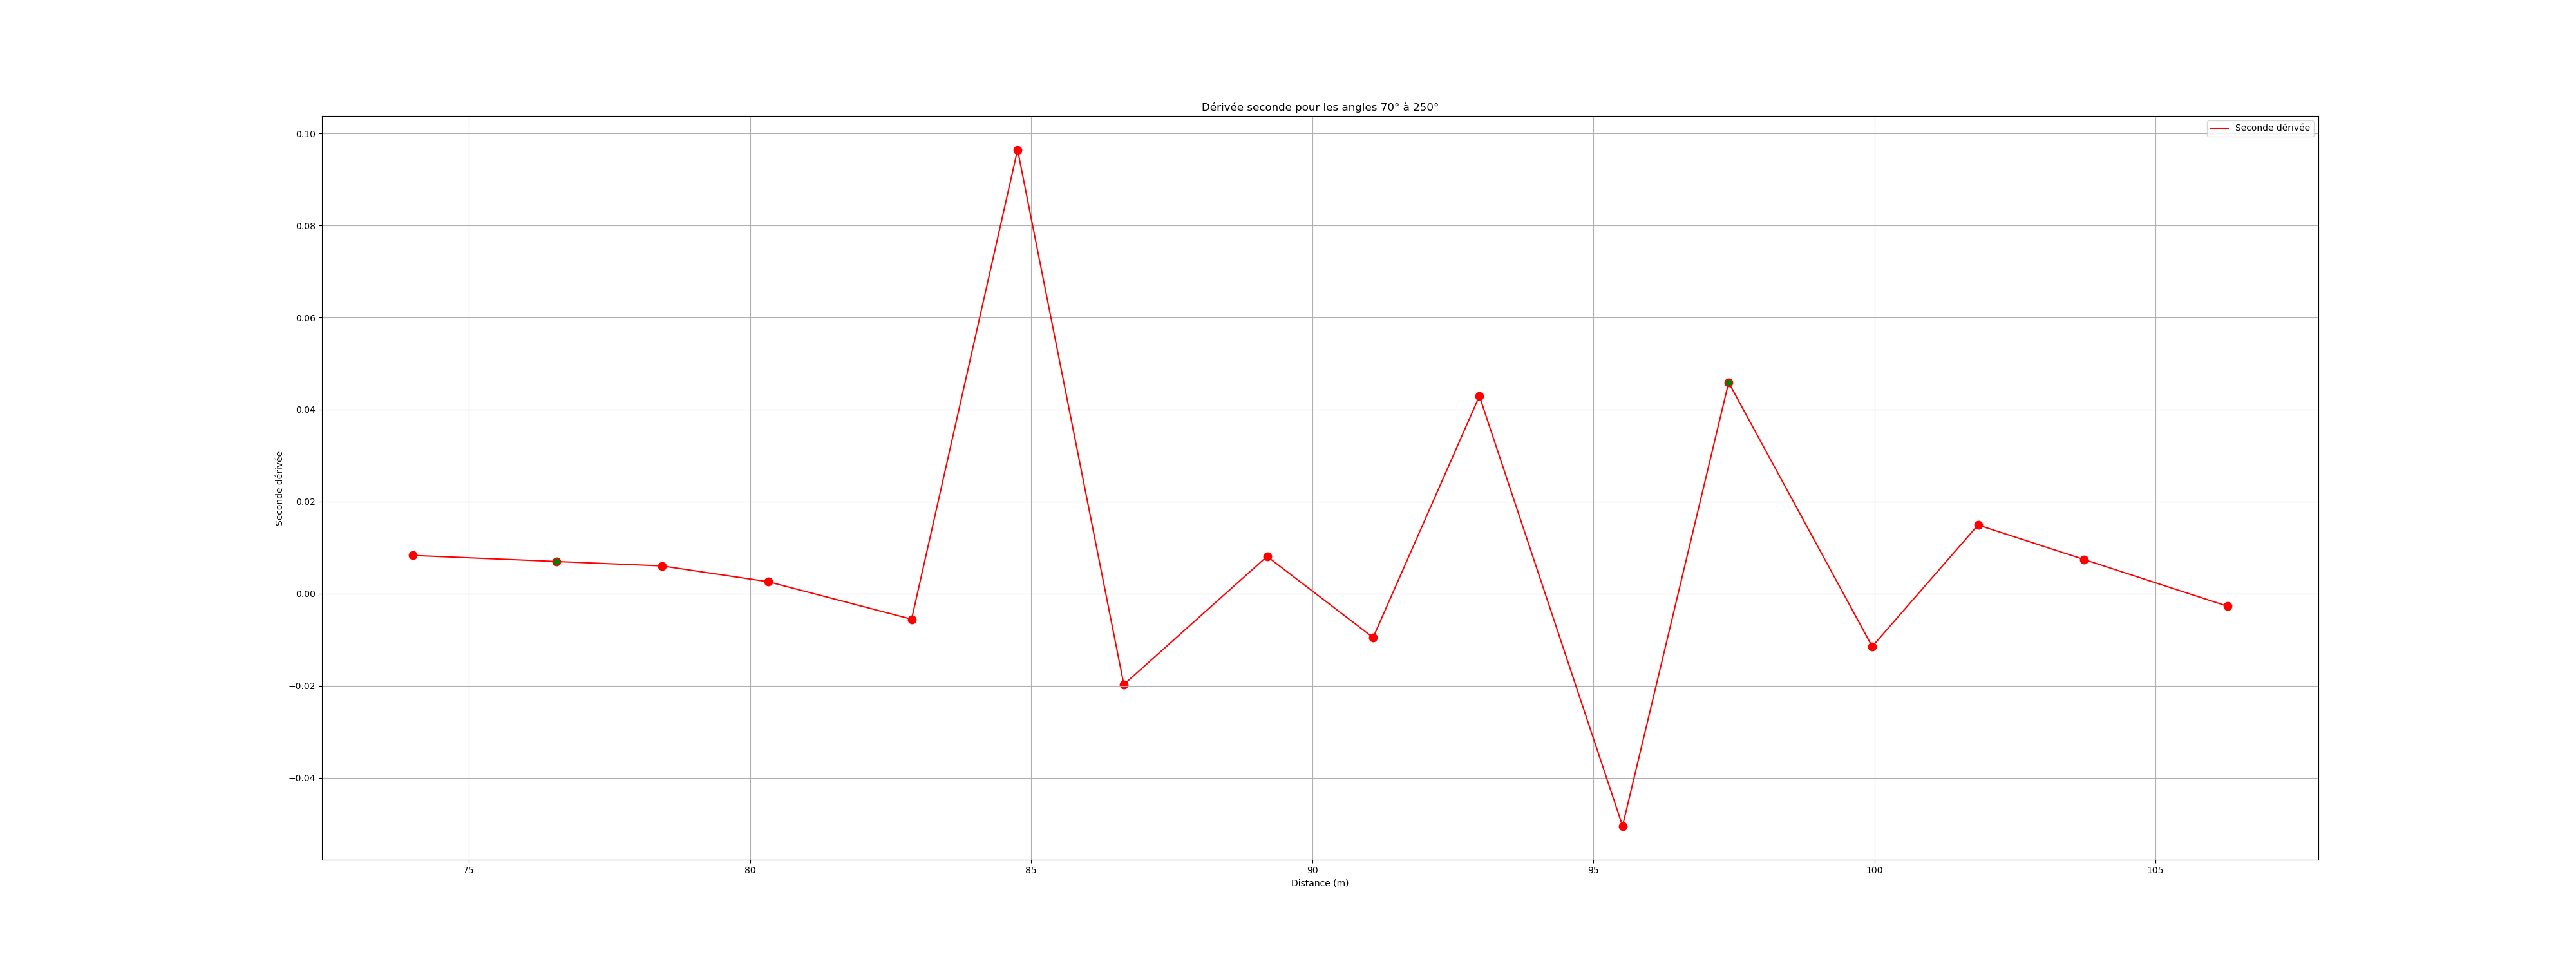 Dérivée seconde pour les angles 70° à 250°
Seconde dérivée
0.10
0.08
0.06
0.04
0.02
0.00
−0.02
−0.04
Seconde dérivée
75 80 85 90 95 100 105
Distance (m)